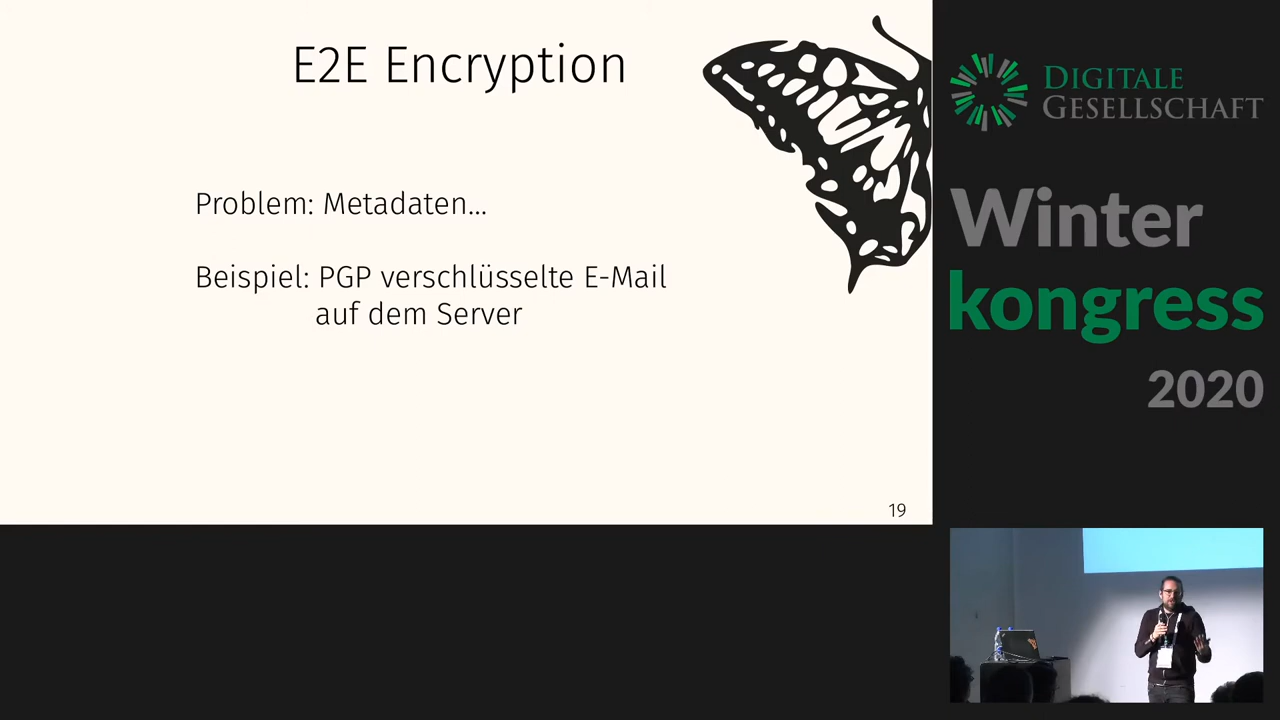 E2E Encryption
Problem: Metadaten...
Beispiel: PGP verschlüsselte E-Mail
auf dem Server
19
DIGITALE
GESELLSCHAFT
Winter
kongress
2020